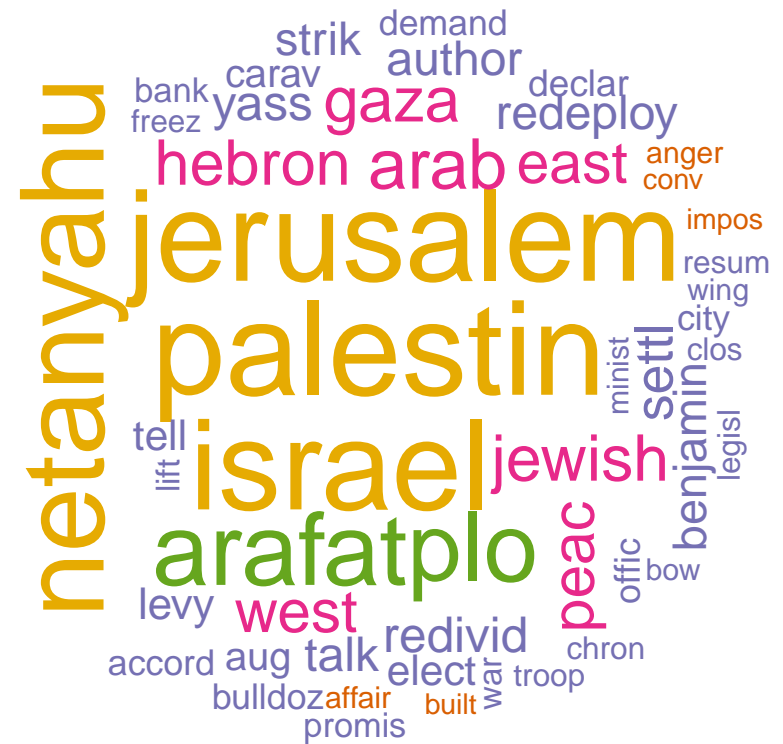 demand
strik
author
carav
declar
bank
yass
gaza
redeploy
freez
hebron
arab
east
anger
conv
netanyahu
jerusalem
impos
resum
wing
palestin
city
minist
settl
clos
tell
lift
israel
jewish
benjamin
legisl
arafatplo
peac
offic
bow
levy
west
redivid
chron
accord
aug
talk
elect
war
troop
bulldoz
affair
built
promis